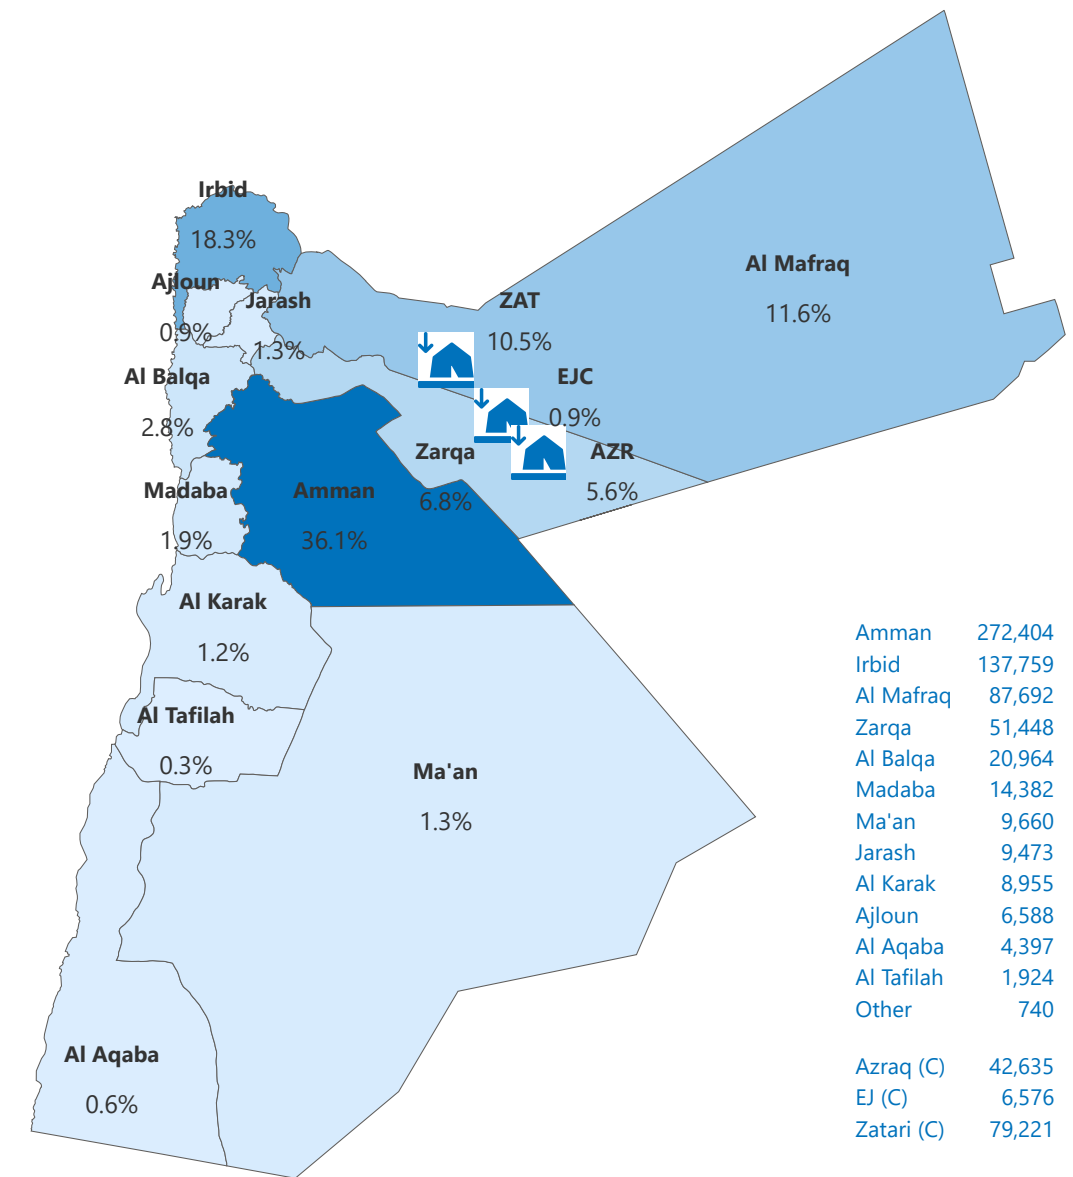 Irbid
18.3%
Al Mafraq
11.6%
Ajloun
0.9%
Jarash
1.3%
ZAT
10.5%
Al Balqa
2.8%
EJC
0.9%
Zarqa
6.8%
AZR
5.6%
Madaba
1.9%
Amman
36.1%
Al Karak
1.2%
Al Tafilah
0.3%
Ma'an
1.3%
Al Aqaba
0.6%
Amman 272,404
Irbid 137,759
Al Mafraq 87,692
Zarqa 51,448
Al Balqa 20,964
Madaba 14,382
Ma'an 9,660
Jarash 9,473
Al Karak 8,955
Ajloun 6,588
Al Aqaba 4,397
Al Tafilah 1,924
Other 740
Azraq (C) 42,635
EJ (C) 6,576
Zatari (C) 79,221